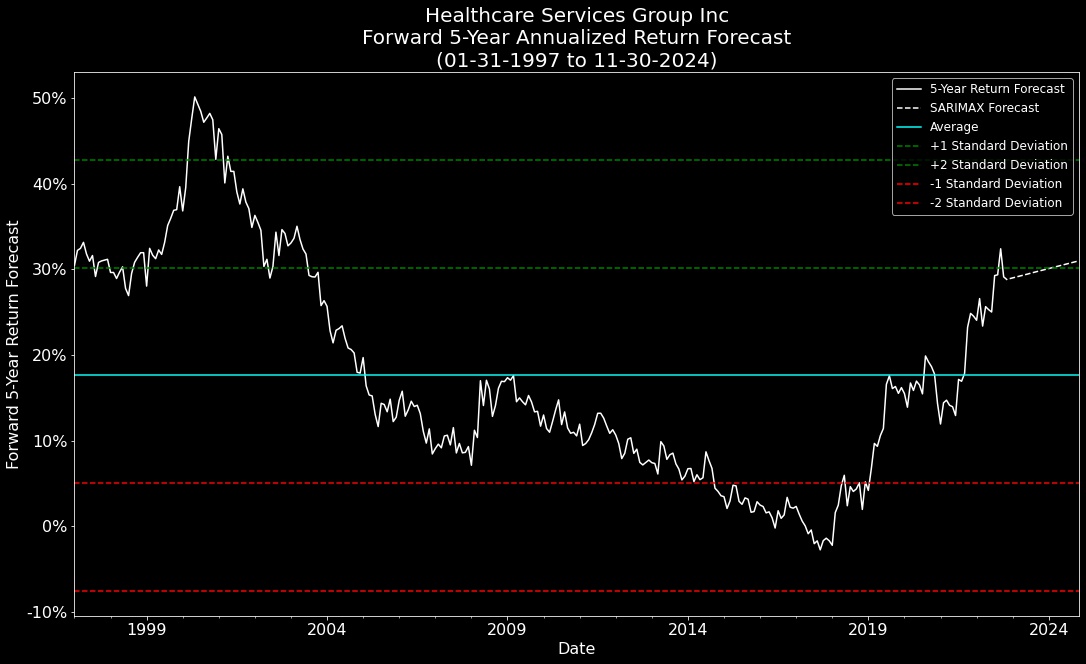 Healthcare Services Group Inc
Forward 5-Year Annualized Return Forecast
(01-31-1997 to 11-30-2024)
5-Year Return Forecast
SARIMAX Forecast
Average
+1 Standard Deviation
+2 Standard Deviation
-1 Standard Deviation
-2 Standard Deviation
Forward 5-Year Return Forecast
50%
40%
30%
20%
10%
0%
-10%
1999
2004
2009
2014
2019
2024
Date